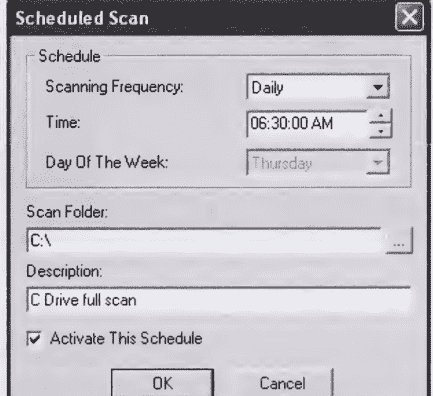 Scheduled Scan
Schedule
Scanning Frequency: Daily
Time: 06:30:00 AM
Day Of The Week: Thursday
Scan Folder:
C:\ ...
Description:
C Drive full scan
Activate This Schedule
OK Cancel